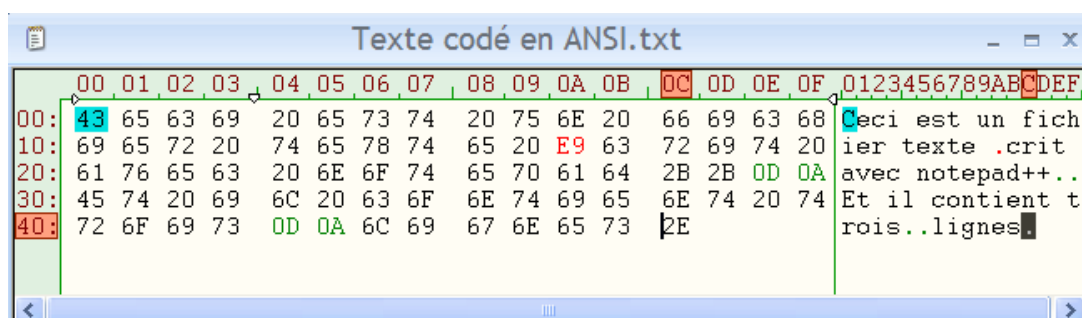 Texte codé en ANSI.txt
00 01 02 03 04 05 06 07 08 09 0A 0B 0C 0D 0E 0F 0123456789ABCDEF
00: 43 65 63 69 20 65 73 74 20 75 6E 20 66 69 63 68 Ceci est un fich
10: 69 65 72 20 74 65 78 74 65 20 E9 63 72 69 74 20 ier texte .crit
20: 61 76 65 63 20 6E 6F 74 65 70 61 64 2B 2B 0D 0A avec notepad++..
30: 45 74 20 69 6C 20 63 6F 6E 74 69 65 6E 74 20 74 Et il contient t
40: 72 6F 69 73 0D 0A 6C 69 67 6E 65 73 2E rois..lignes.